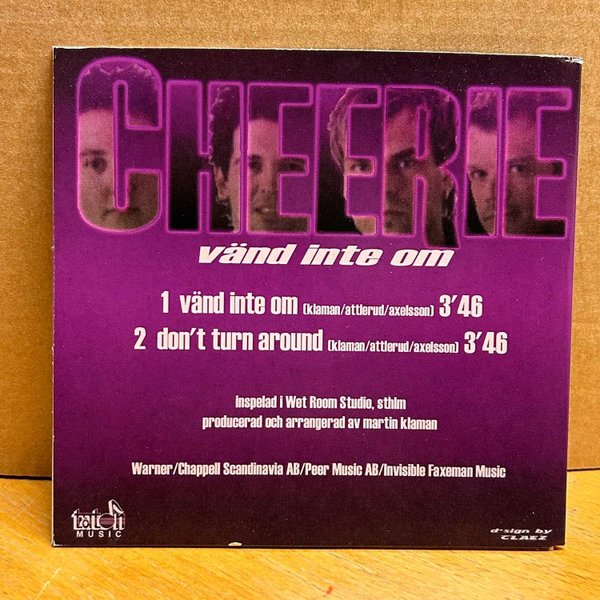 CHEERIE
vänd inte om
1 vänd inte om (klaman/attlerud/axelsson) 3'46
2 don't turn around (klaman/attlerud/axelsson) 3'46
inspelad i Wet Room Studio, sthlm
producerad och arrangerad av martin klaman
Warner/Chappell Scandinavia AB/Peer Music AB/Invisible Faxeman Music
MUSIC
d-sign by
CLAEZ